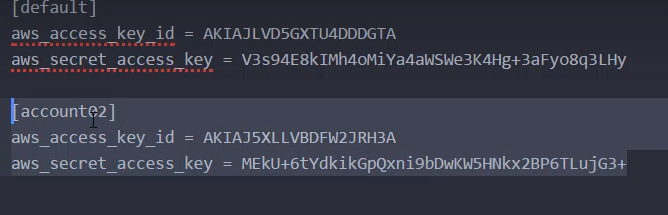 [default]
aws_access_key_id = AKIAJLVD5GXTU4DDDGTA
aws_secret_access_key = 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
[account02]
aws_access_key_id = AKIAJ5XLLVBDFW2JRH3A
aws_secret_access_key = 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